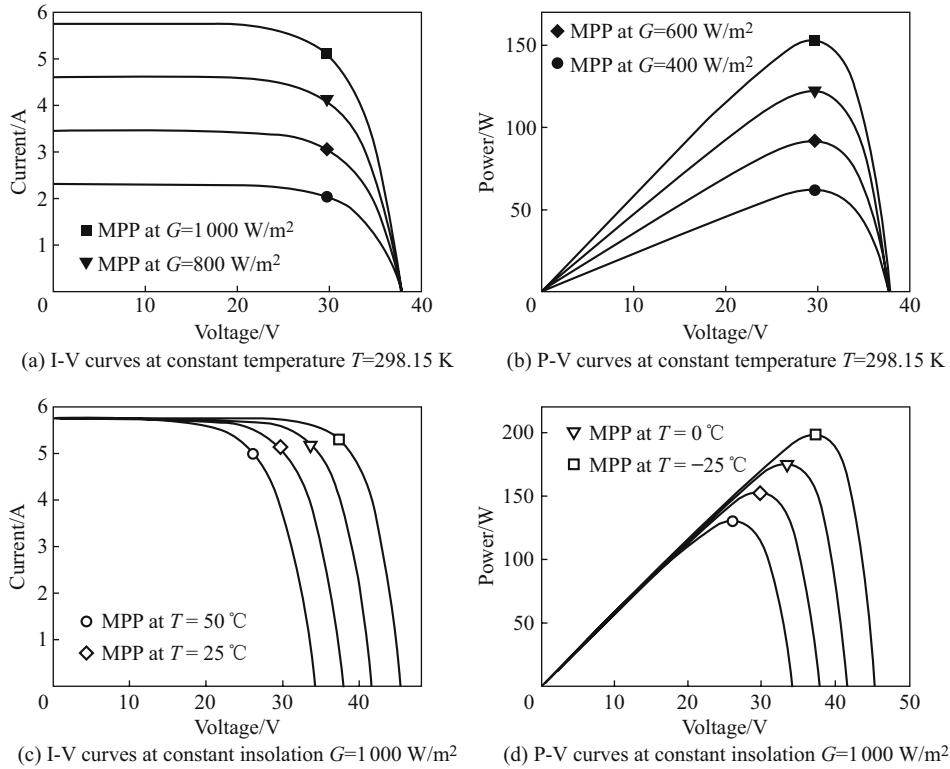 6
5
4
3
2
1
0
10
20
30
40
Current/A
Voltage/V
■ MPP at G=1 000 W/m²
▼ MPP at G=800 W/m²
(a) I-V curves at constant temperature T=298.15 K
150
100
50
0
10
20
30
40
Power/W
Voltage/V
◆ MPP at G=600 W/m²
● MPP at G=400 W/m²
(b) P-V curves at constant temperature T=298.15 K
6
5
4
3
2
1
0
10
20
30
40
Current/A
Voltage/V
○ MPP at T = 50 ℃
◇ MPP at T = 25 ℃
(c) I-V curves at constant insolation G=1 000 W/m²
200
150
100
50
0
10
20
30
40
50
Power/W
Voltage/V
▽ MPP at T = 0 ℃
□ MPP at T = −25 ℃
(d) P-V curves at constant insolation G=1 000 W/m²